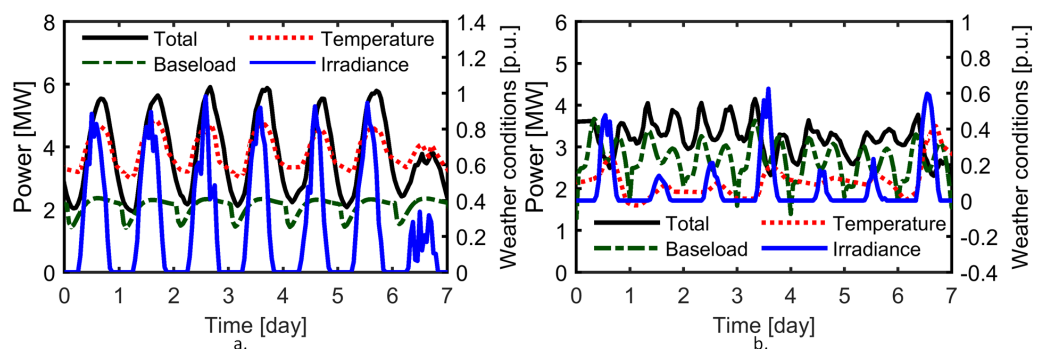 8
6
4
2
0
Power [MW]
Total
Temperature
Baseload
Irradiance
1.4
1.2
1
0.8
0.6
0.4
0.2
0
Weather conditions [p.u.]
0 1 2 3 4 5 6 7
Time [day]
a.
6
5
4
3
2
1
0
Power [MW]
Total
Temperature
Baseload
Irradiance
1
0.8
0.6
0.4
0.2
0
-0.2
-0.4
Weather conditions [p.u.]
0 1 2 3 4 5 6 7
Time [day]
b.